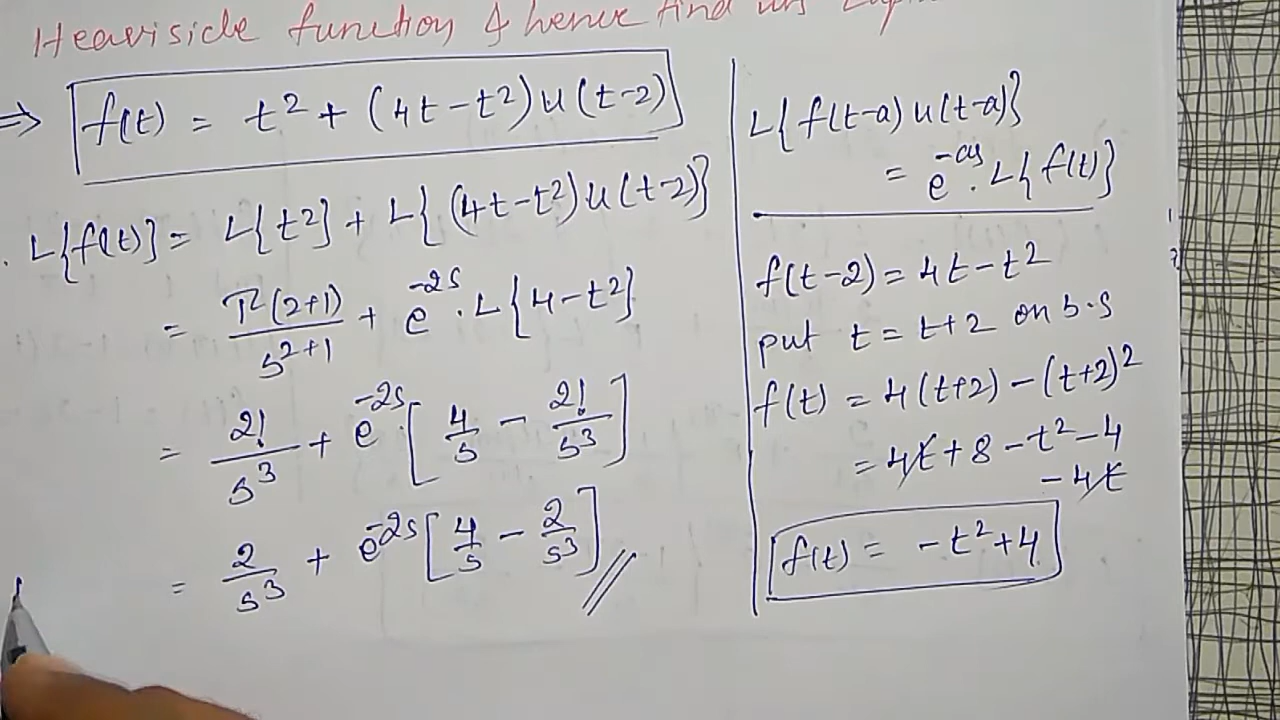 Heaviside function & hence find
⇒ f(t) = t² + (4t-t²)u(t-2)
L{f(t)} = L{t²} + L{(4t-t²)u(t-2)}
= Γ(2+1)/s^(2+1) + e^(-2s) . L{4-t²}
= 2!/s³ + e^(-2s) . [4/s - 2!/s³]
= 2/s³ + e^(-2s) [4/s - 2/s³] //
L{f(t-a)u(t-a)}
= e^(-as) . L{f(t)}
f(t-2) = 4t-t²
put t = t+2 on b.s
f(t) = 4(t+2) - (t+2)²
= 4t + 8 - t² - 4
- 4t
f(t) = -t²+4